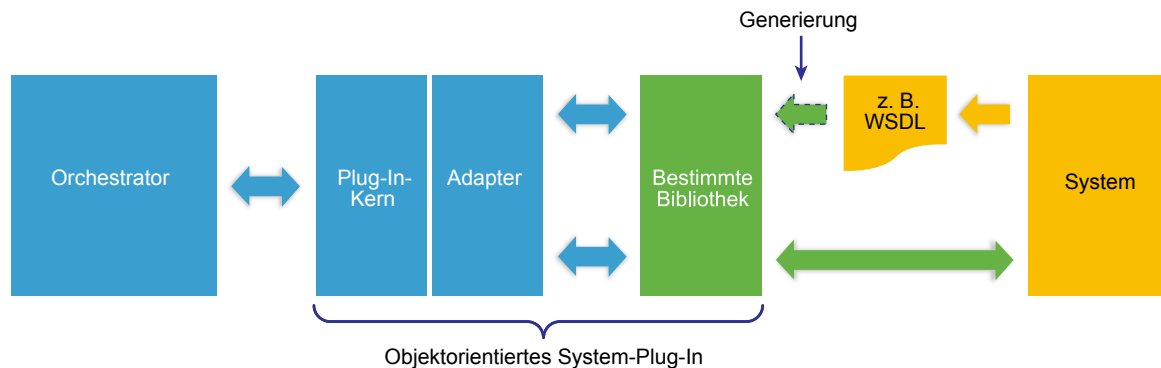 Generierung
z. B.
WSDL
Orchestrator
Plug-In-
Kern
Adapter
Bestimmte
Bibliothek
System
Objektorientiertes System-Plug-In